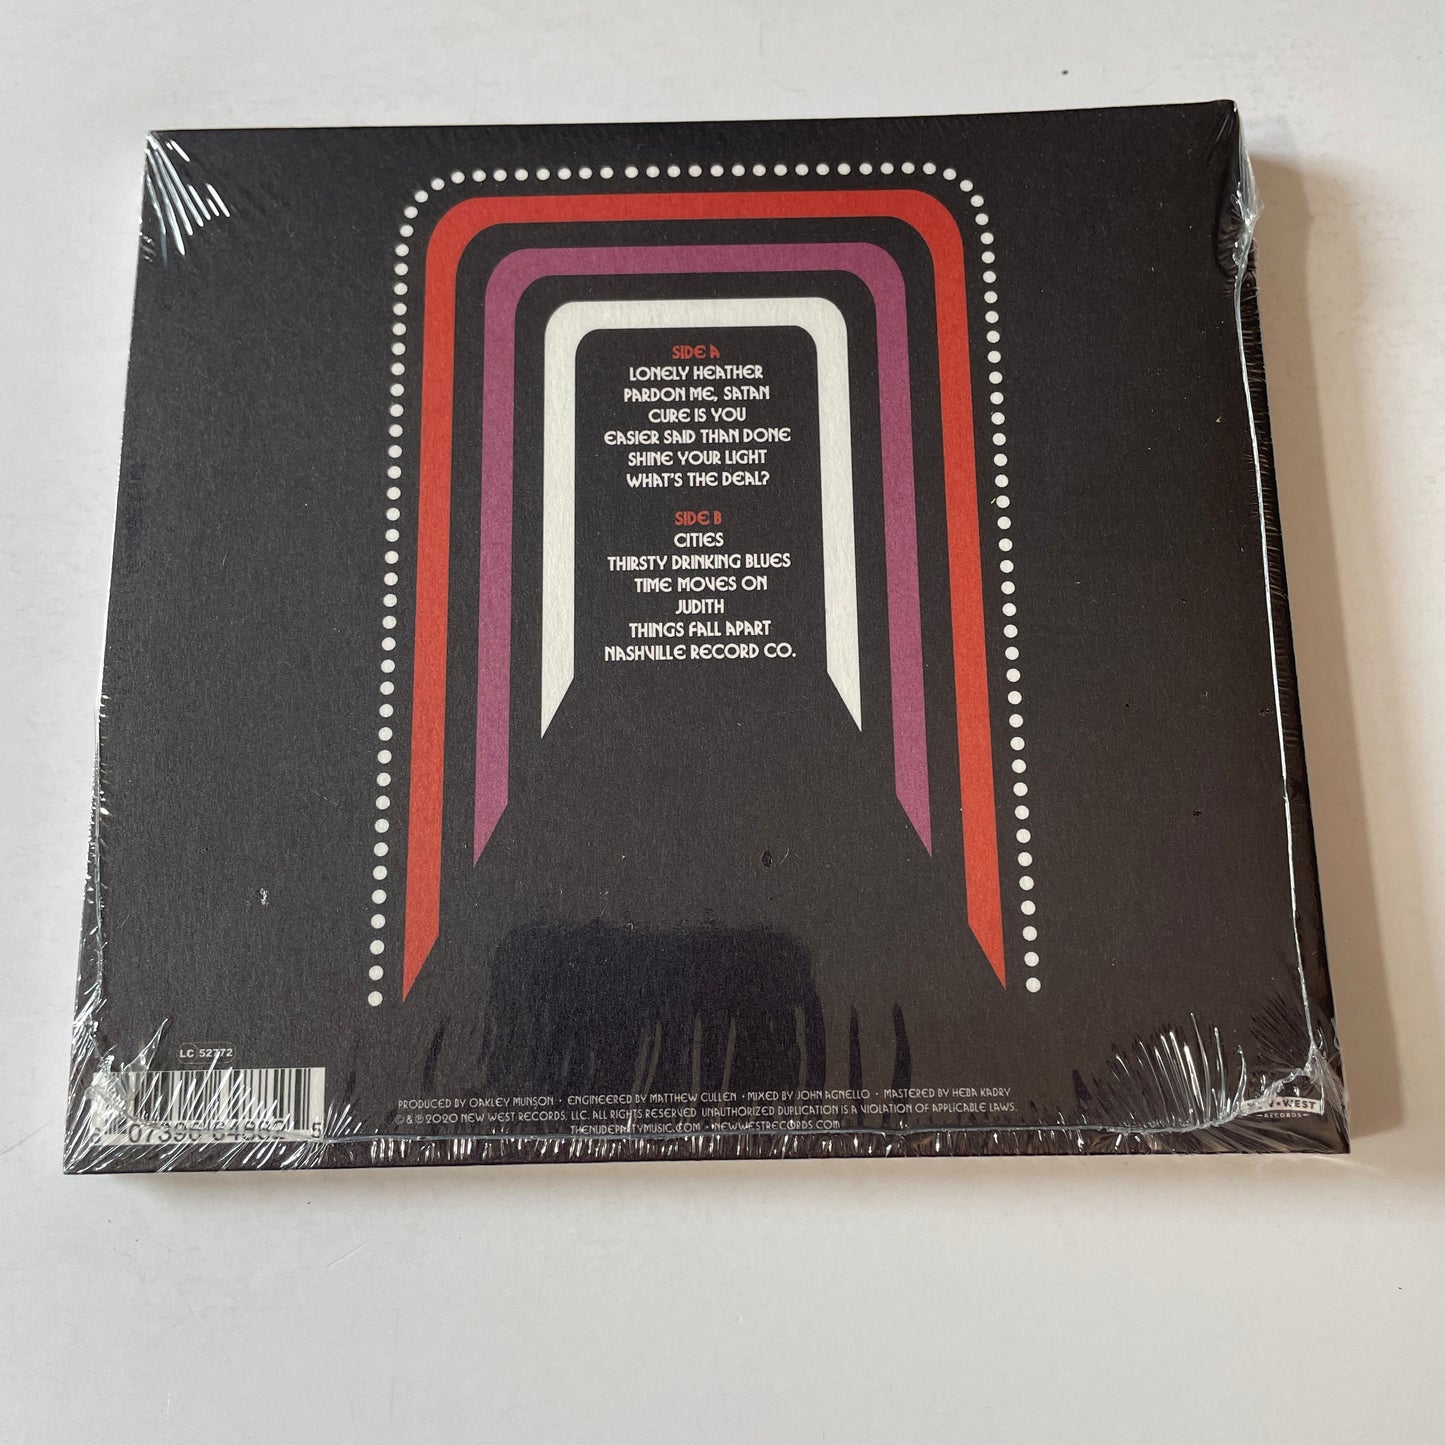 SIDE A
LONELY HEATHER
PARDON ME, SATAN
CURE IS YOU
EASIER SAID THAN DONE
SHINE YOUR LIGHT
WHAT'S THE DEAL?
SIDE B
CITIES
THIRSTY DRINKING BLUES
TIME MOVES ON
JUDITH
THINGS FALL APART
NASHVILLE RECORD CO.
LC 52772
PRODUCED BY OAKLEY MUNSON • ENGINEERED BY MATTHEW CULLEN • MIXED BY JOHN AGNELLO • MASTERED BY HEBA KADRY
© & ℗ 2020 NEW WEST RECORDS, LLC. ALL RIGHTS RESERVED. UNAUTHORIZED DUPLICATION IS A VIOLATION OF APPLICABLE LAWS.
THENUDEPARTYMUSIC.COM • NEWWESTRECORDS.COM
WEST
RECORDS